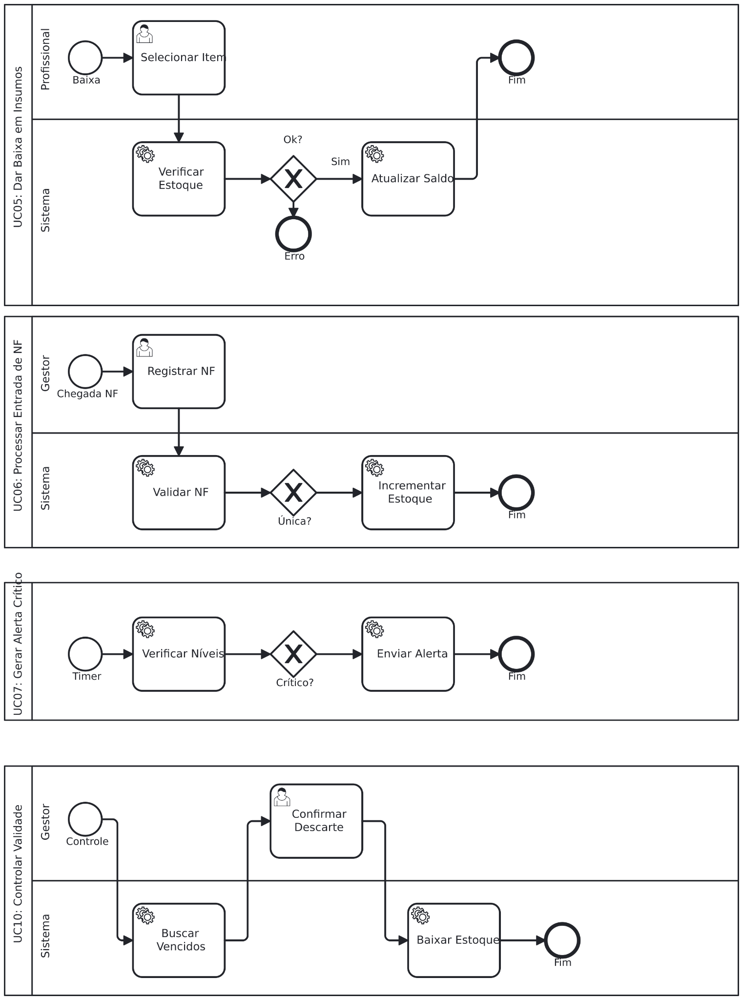 UC05: Dar Baixa em Insumos
Profissional
Baixa
Selecionar Item
Fim
Sistema
Verificar
Estoque
Ok?
Sim
Atualizar Saldo
Erro
UC06: Processar Entrada de NF
Gestor
Chegada NF
Registrar NF
Sistema
Validar NF
Única?
Incrementar
Estoque
Fim
UC07: Gerar Alerta Crítico
Timer
Verificar Níveis
Crítico?
Enviar Alerta
Fim
UC10: Controlar Validade
Gestor
Controle
Confirmar
Descarte
Sistema
Buscar
Vencidos
Baixar Estoque
Fim